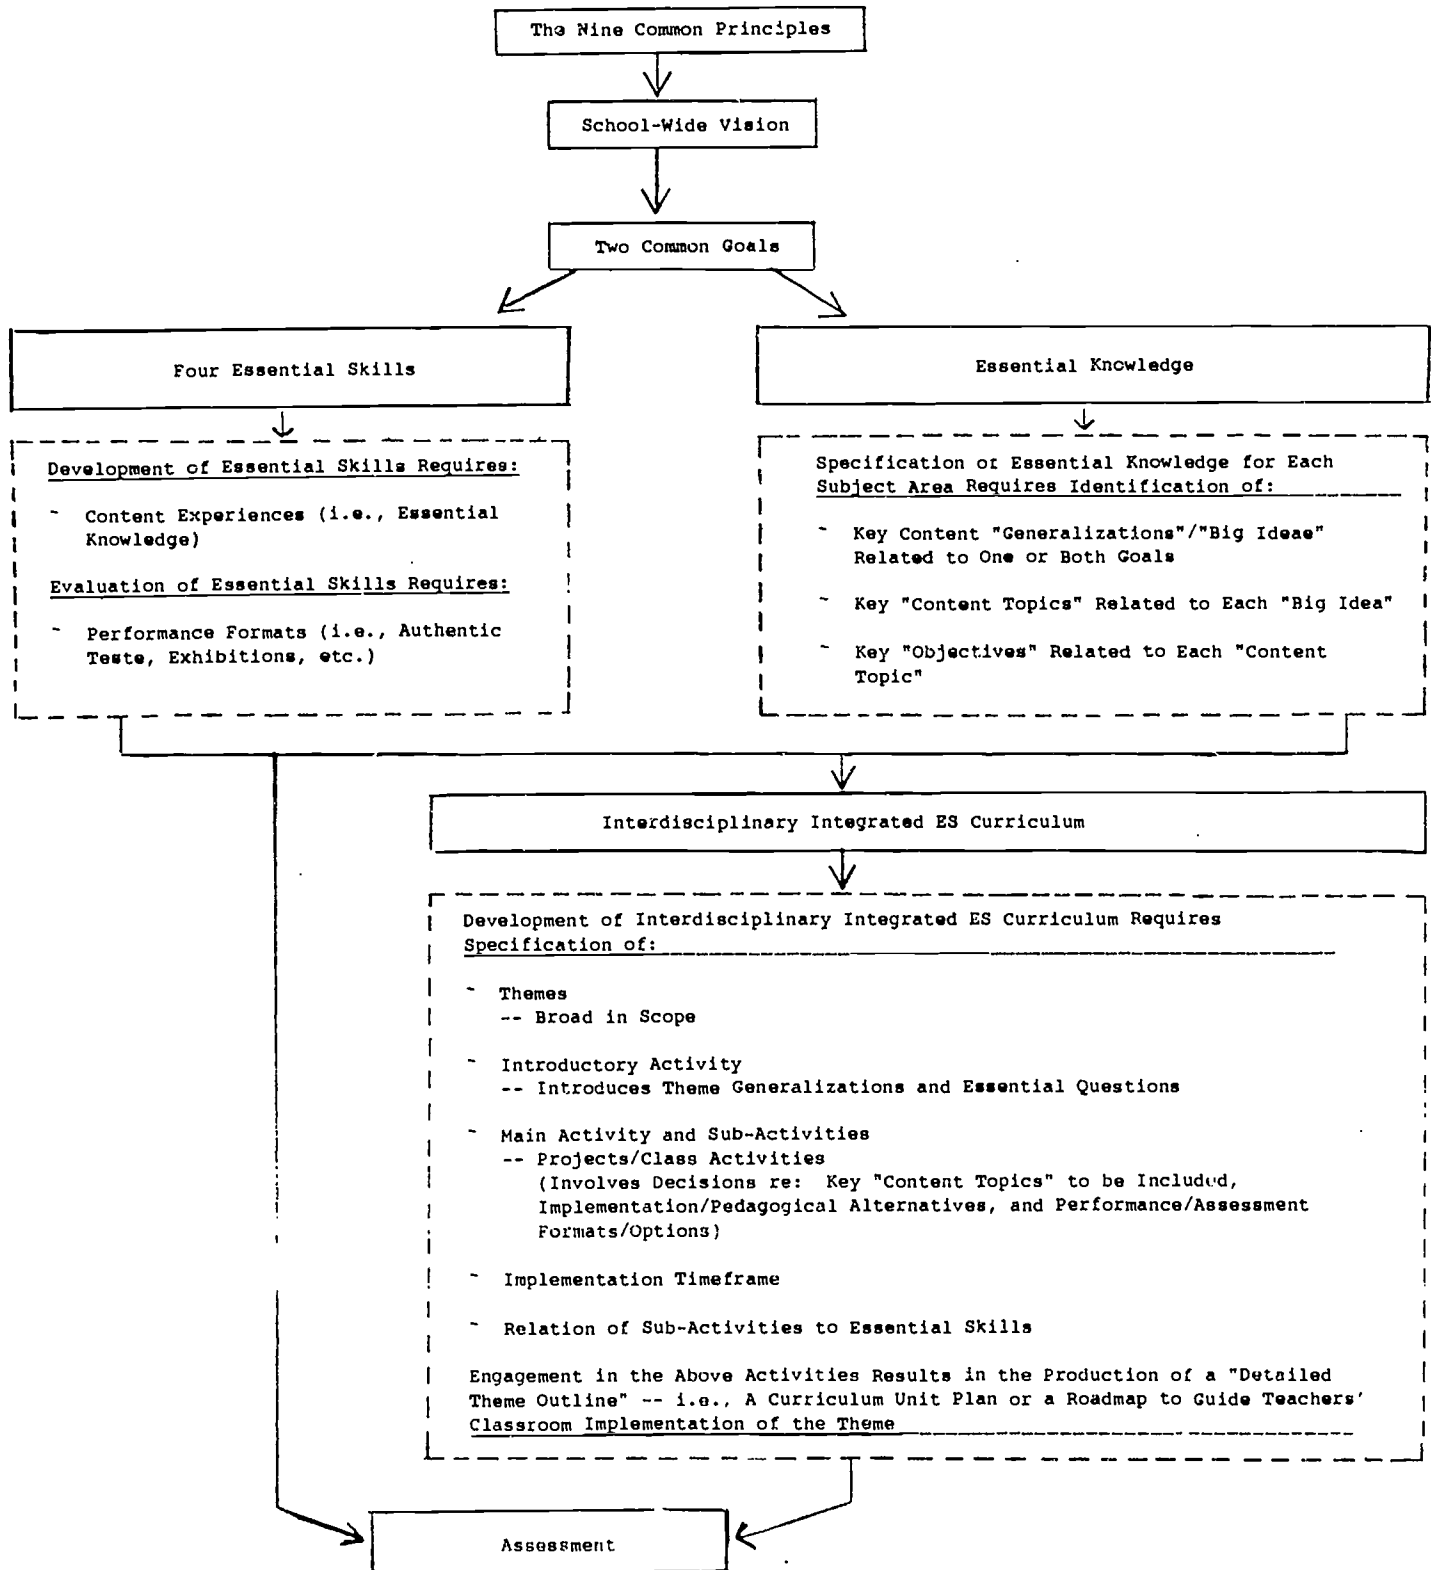 The Nine Common Principles
School-Wide Vision
Two Common Goals
Four Essential Skills
Essential Knowledge
Development of Essential Skills Requires:
- Content Experiences (i.e., Essential
Knowledge)
Evaluation of Essential Skills Requires:
- Performance Formats (i.e., Authentic
Tests, Exhibitions, etc.)
Specification of Essential Knowledge for Each
Subject Area Requires Identification of:
- Key Content "Generalizations"/"Big Ideas"
Related to One or Both Goals
- Key "Content Topics" Related to Each "Big Idea"
- Key "Objectives" Related to Each "Content
Topic"
Interdisciplinary Integrated ES Curriculum
Development of Interdisciplinary Integrated ES Curriculum Requires
Specification of:
- Themes
-- Broad in Scope
- Introductory Activity
-- Introduces Theme Generalizations and Essential Questions
- Main Activity and Sub-Activities
-- Projects/Class Activities
(Involves Decisions re: Key "Content Topics" to be Included,
Implementation/Pedagogical Alternatives, and Performance/Assessment
Formats/Options)
- Implementation Timeframe
- Relation of Sub-Activities to Essential Skills
Engagement in the Above Activities Results in the Production of a "Detailed
Theme Outline" -- i.e., A Curriculum Unit Plan or a Roadmap to Guide Teachers'
Classroom Implementation of the Theme
Assessment